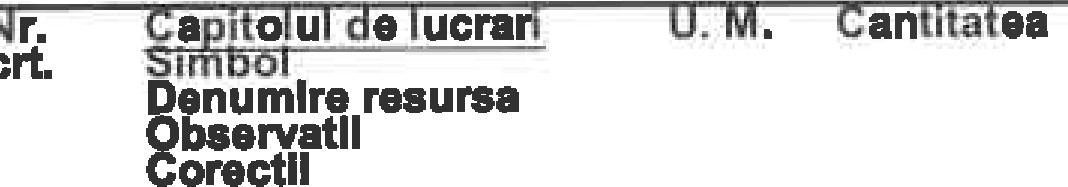 Nr. Capitolul de lucrari U. M. Cantitatea
crt. Simbol
Denumire resursa
Observatii
Corectii